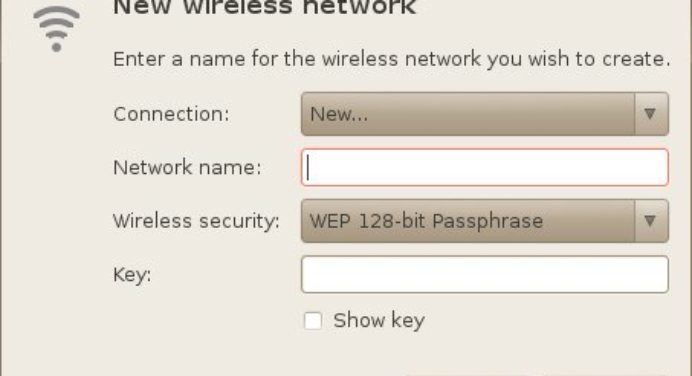 New wireless network
Enter a name for the wireless network you wish to create.
Connection: New...
Network name:
Wireless security: WEP 128-bit Passphrase
Key:
Show key